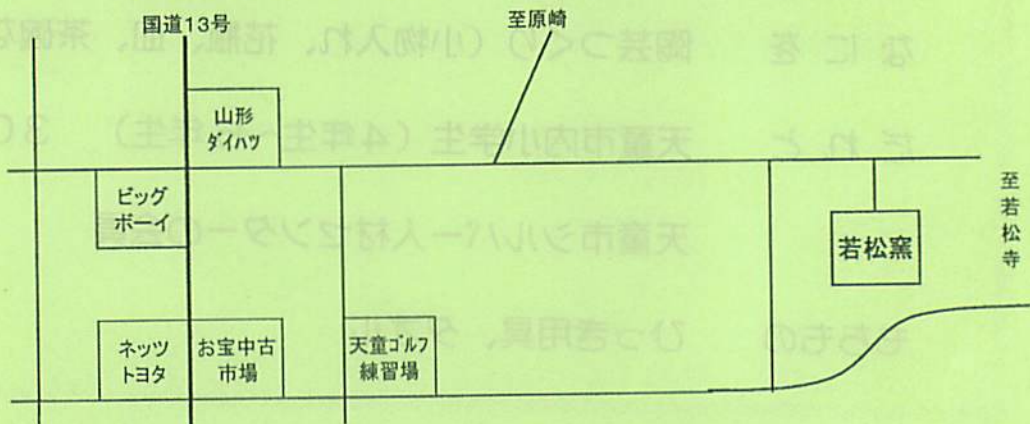 国道13号
至原崎
山形
ダイハツ
ビッグ
ボーイ
至若松寺
若松窯
ネッツ
トヨタ
お宝中古
市場
天童ゴルフ
練習場